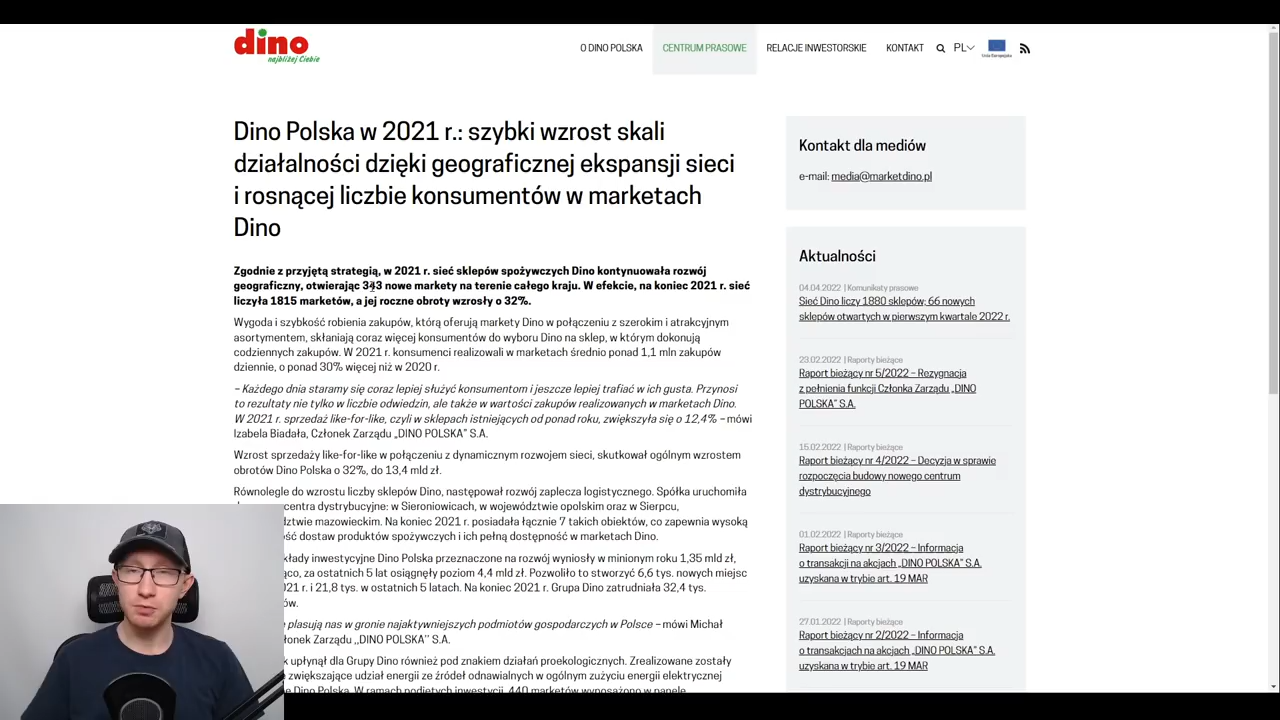 dino
najbliżej Ciebie
O DINO POLSKA
CENTRUM PRASOWE
RELACJE INWESTORSKIE
KONTAKT
PL
Unia Europejska
Dino Polska w 2021 r.: szybki wzrost skali
działalności dzięki geograficznej ekspansji sieci
i rosnącej liczbie konsumentów w marketach
Dino
Zgodnie z przyjętą strategią, w 2021 r. sieć sklepów spożywczych Dino kontynuowała rozwój
geograficzny, otwierając 343 nowe markety na terenie całego kraju. W efekcie, na koniec 2021 r. sieć
liczyła 1815 marketów, a jej roczne obroty wzrosły o 32%.
Wygoda i szybkość robienia zakupów, którą oferują markety Dino w połączeniu z szerokim i atrakcyjnym
asortymentem, skłaniają coraz więcej konsumentów do wyboru Dino na sklep, w którym dokonują
codziennych zakupów. W 2021 r. konsumenci realizowali w marketach średnio ponad 1,1 mln zakupów
dziennie, o ponad 30% więcej niż w 2020 r.
– Każdego dnia staramy się coraz lepiej służyć konsumentom i jeszcze lepiej trafiać w ich gusta. Przynosi
to rezultaty nie tylko w liczbie odwiedzin, ale także w wartości zakupów realizowanych w marketach Dino.
W 2021 r. sprzedaż like-for-like, czyli w sklepach istniejących od ponad roku, zwiększyła się o 12,4% – mówi
Izabela Biadała, Członek Zarządu „DINO POLSKA” S.A.
Wzrost sprzedaży like-for-like w połączeniu z dynamicznym rozwojem sieci, skutkował ogólnym wzrostem
obrotów Dino Polska o 32%, do 13,4 mld zł.
Równolegle do wzrostu liczby sklepów Dino, następował rozwój zaplecza logistycznego. Spółka uruchomiła
centra dystrybucyjne: w Sieroniowicach, w województwie opolskim oraz w Sierpcu,
dztwie mazowieckim. Na koniec 2021 r. posiadała łącznie 7 takich obiektów, co zapewnia wysoką
ść dostaw produktów spożywczych i ich pełną dostępność w marketach Dino.
kłady inwestycyjne Dino Polska przeznaczone na rozwój wyniosły w minionym roku 1,35 mld zł,
co, za ostatnich 5 lat osiągnęły poziom 4,4 mld zł. Pozwoliło to stworzyć 6,6 tys. nowych miejsc
21 r. i 21,8 tys. w ostatnich 5 latach. Na koniec 2021 r. Grupa Dino zatrudniała 32,4 tys.
w.
plasują nas w gronie najaktywniejszych podmiotów gospodarczych w Polsce – mówi Michał
łonek Zarządu ,,DINO POLSKA’’ S.A.
k upłynął dla Grupy Dino również pod znakiem działań proekologicznych. Zrealizowane zostały
zwiększające udział energii ze źródeł odnawialnych w ogólnym zużyciu energii elektrycznej
Dino Polska. W ramach podjętych inwestycji, 440 marketów wyposażono w panele
Kontakt dla mediów
e-mail: media@marketdino.pl
Aktualności
04.04.2022 | Komunikaty prasowe
Sieć Dino liczy 1880 sklepów; 66 nowych
sklepów otwartych w pierwszym kwartale 2022 r.
23.02.2022 | Raporty bieżące
Raport bieżący nr 5/2022 – Rezygnacja
z pełnienia funkcji Członka Zarządu „DINO
POLSKA” S.A.
15.02.2022 | Raporty bieżące
Raport bieżący nr 4/2022 – Decyzja w sprawie
rozpoczęcia budowy nowego centrum
dystrybucyjnego
01.02.2022 | Raporty bieżące
Raport bieżący nr 3/2022 – Informacja
o transakcji na akcjach „DINO POLSKA” S.A.
uzyskana w trybie art. 19 MAR
27.01.2022 | Raporty bieżące
Raport bieżący nr 2/2022 – Informacja
o transakcjach na akcjach „DINO POLSKA” S.A.
uzyskana w trybie art. 19 MAR